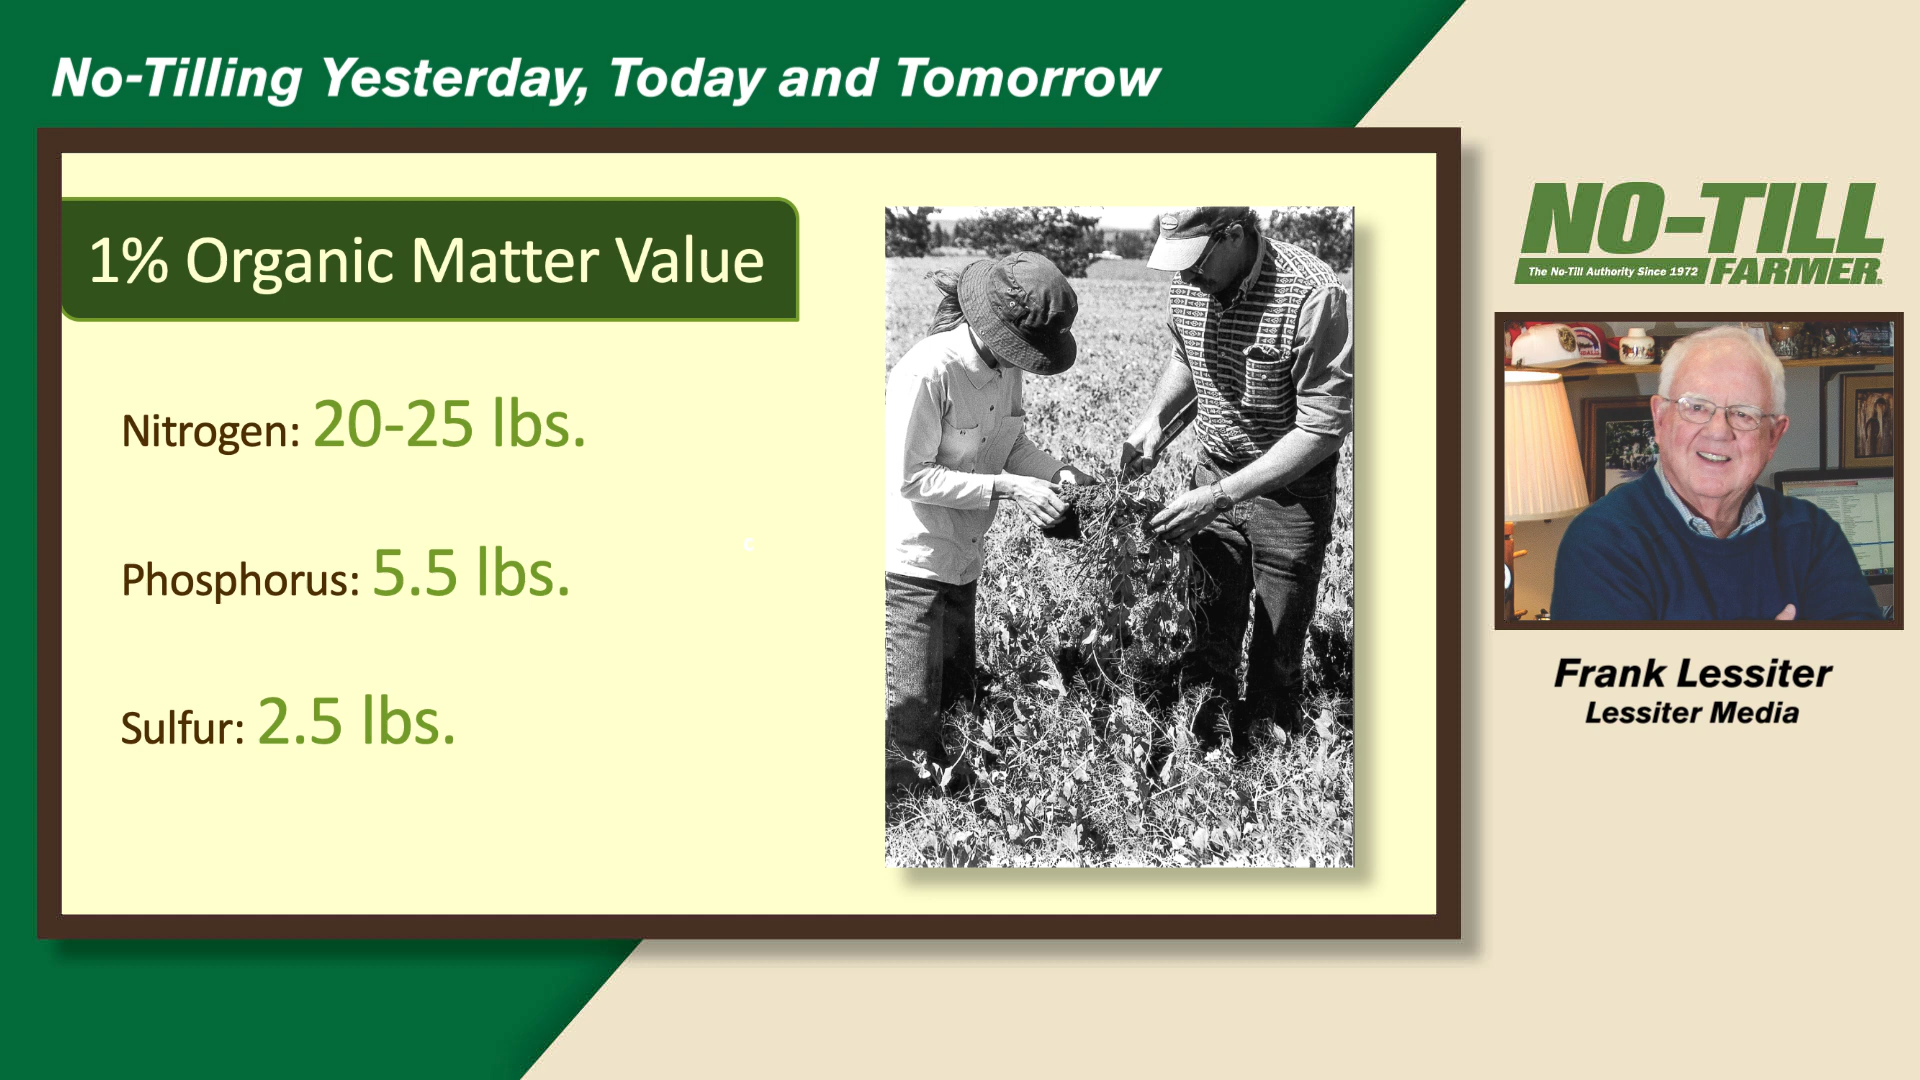 No-Tilling Yesterday, Today and Tomorrow
1% Organic Matter Value
Nitrogen: 20-25 lbs.
Phosphorus: 5.5 lbs.
Sulfur: 2.5 lbs.
NO-TILL
The No-Till Authority Since 1972 FARMER
Frank Lessiter
Lessiter Media